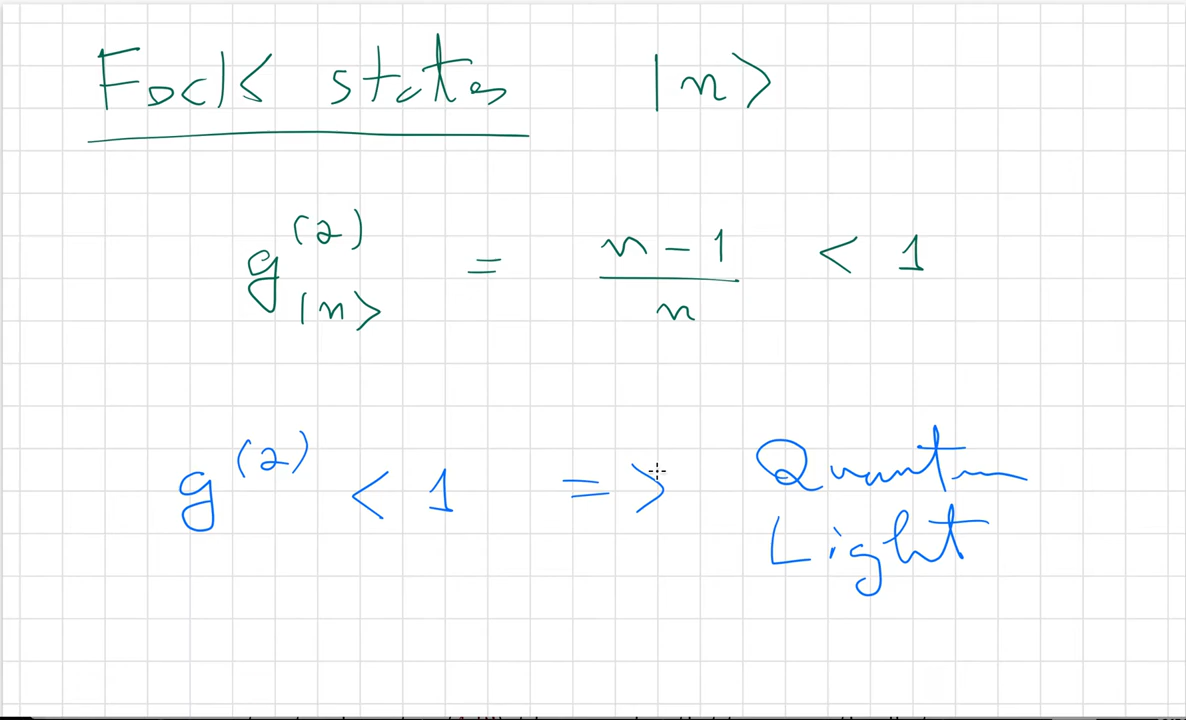 Fock states |n>
g^(2)_|n> = (n - 1)/n < 1
g^(2) < 1 => Quantum
Light